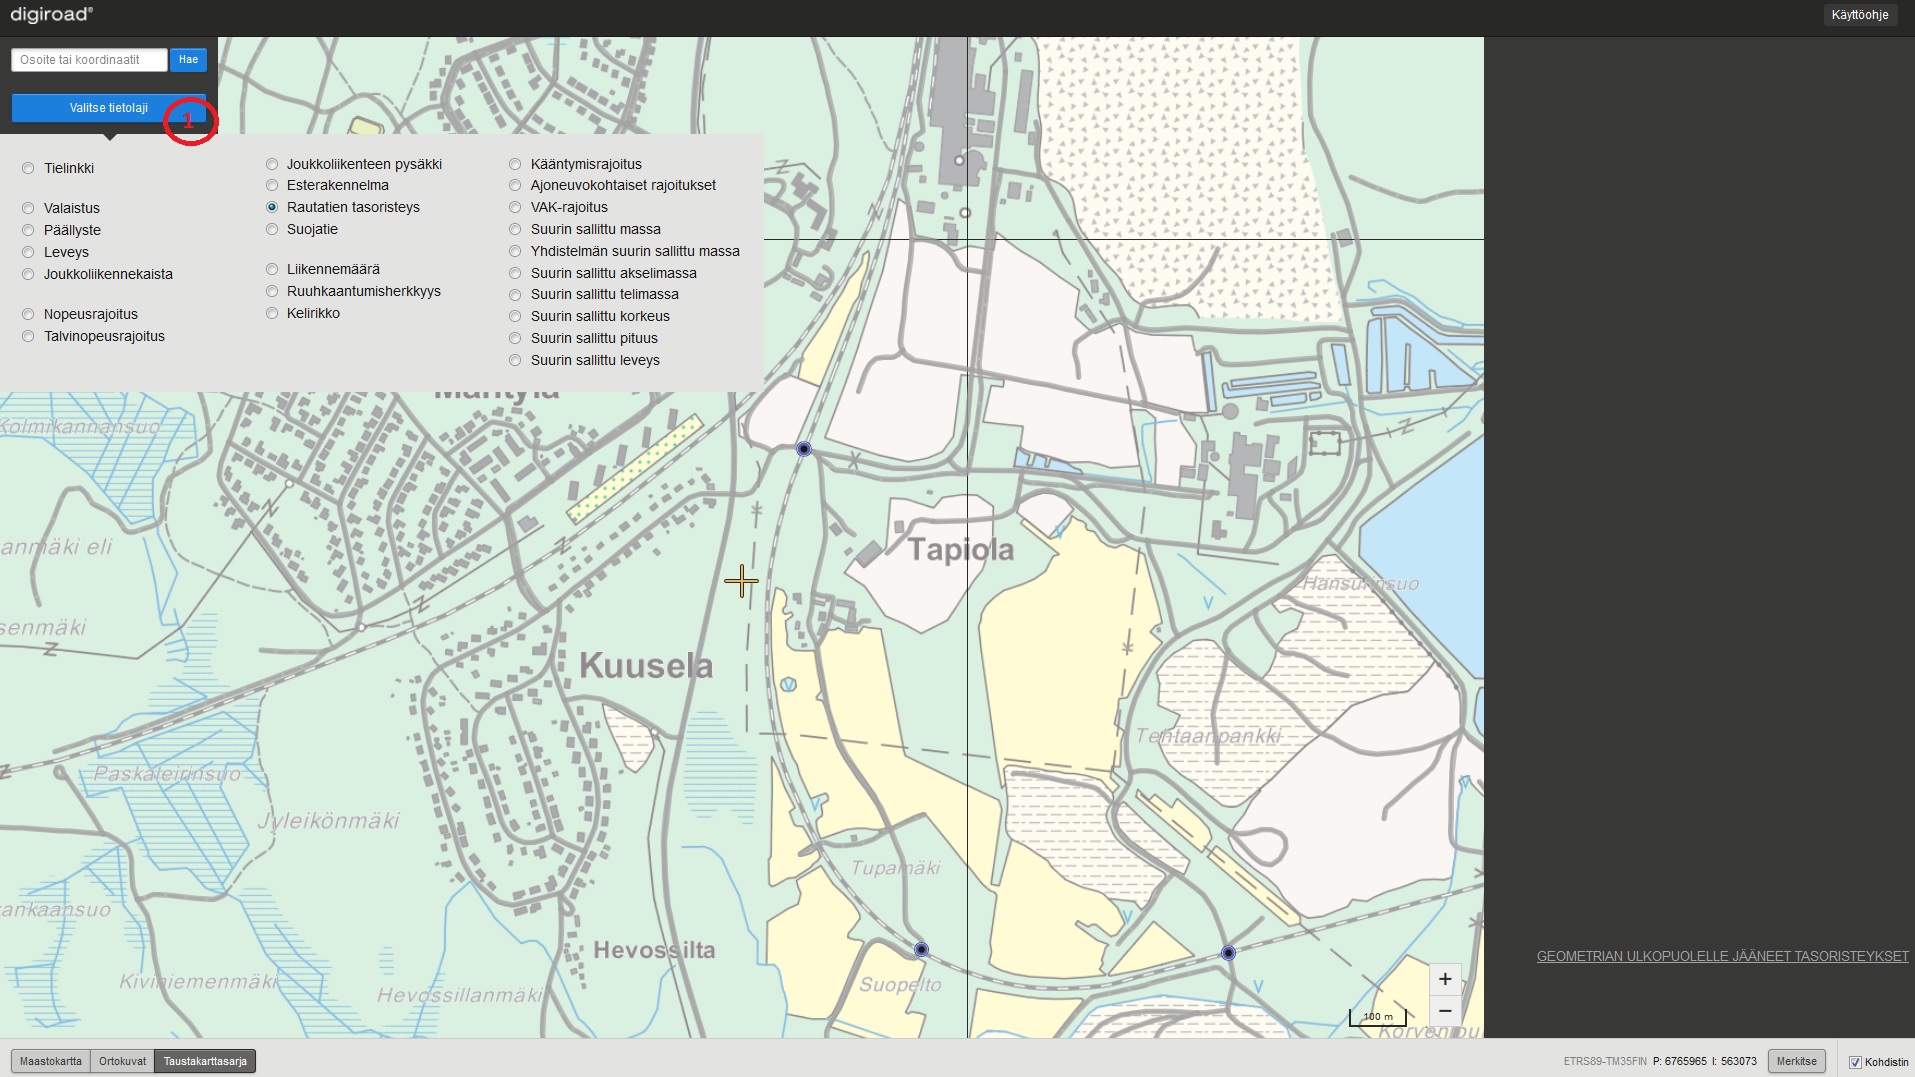 digiroad®
Käyttöohje
Osoite tai koordinaatit
Hae
Valitse tietolaji
1
Tielinkki
Valaistus
Päällyste
Leveys
Joukkoliikennekaista
Nopeusrajoitus
Talvinopeusrajoitus
Joukkoliikenteen pysäkki
Esterakennelma
Rautatien tasoristeys
Suojatie
Liikennemäärä
Ruuhkaantumisherkkyys
Kelirikko
Kääntymisrajoitus
Ajoneuvokohtaiset rajoitukset
VAK-rajoitus
Suurin sallittu massa
Yhdistelmän suurin sallittu massa
Suurin sallittu akselimassa
Suurin sallittu telimassa
Suurin sallittu korkeus
Suurin sallittu pituus
Suurin sallittu leveys
Kolmikannansuo
anmäki eli
Tapiola
Hansurinsuo
senmäki
Kuusela
Tehtaanpankki
Paskaleirinsuo
Jyleikönmäki
Tupamäki
ankaansuo
Hevossilta
Kiviniemenmäki
Hevossillanmäki
Suopelto
GEOMETRIAN ULKOPUOLELLE JÄÄNEET TASORISTEYKSET
+
−
100 m
Maastokartta
Ortokuvat
Taustakarttasarja
ETRS89-TM35FIN P: 6765965 I: 563073
Merkitse
Kohdistin